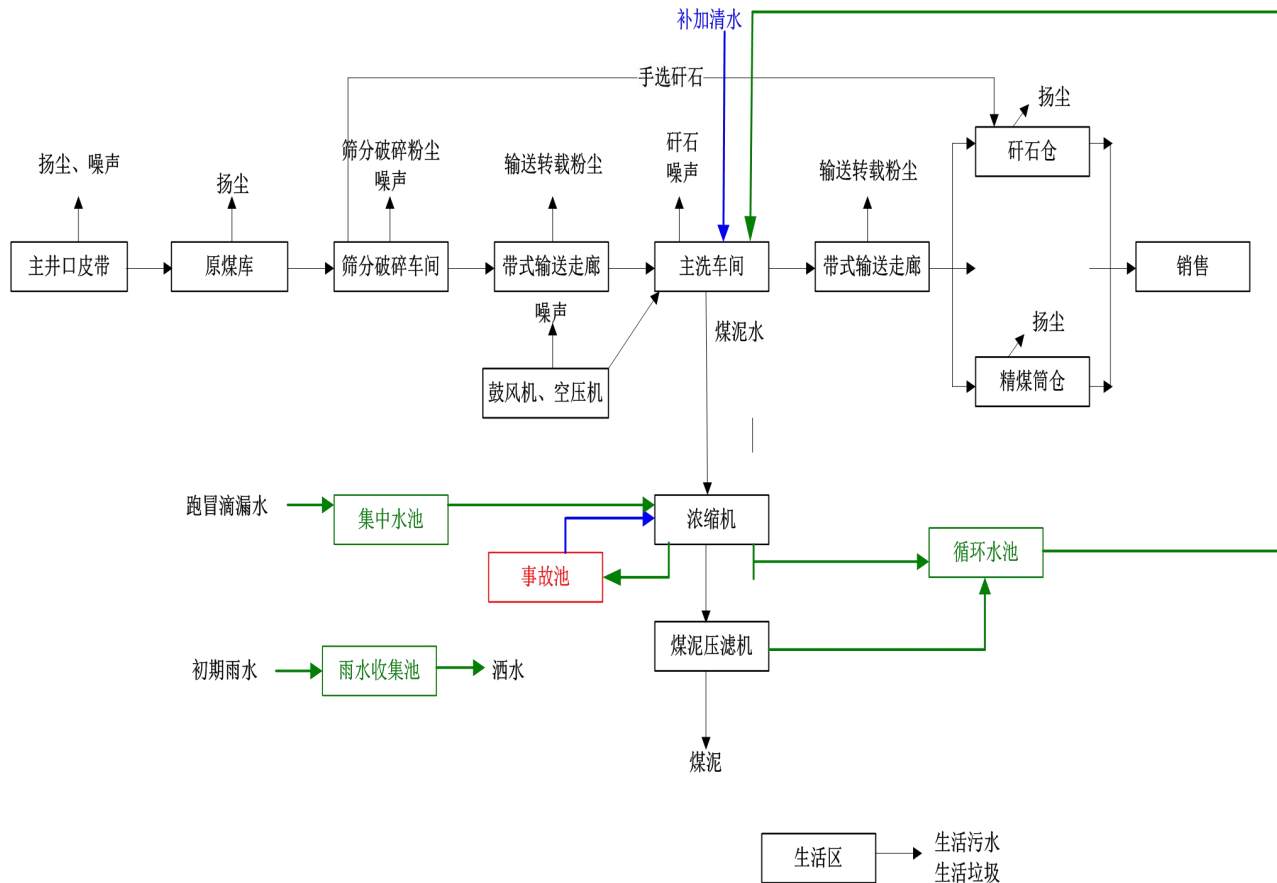 补加清水
手选矸石
扬尘
扬尘、噪声
扬尘
筛分破碎粉尘
噪声
输送转载粉尘
矸石
噪声
输送转载粉尘
矸石仓
主井口皮带
原煤库
筛分破碎车间
带式输送走廊
主洗车间
带式输送走廊
销售
噪声
煤泥水
扬尘
鼓风机、空压机
精煤筒仓
跑冒滴漏水
集中水池
浓缩机
循环水池
事故池
煤泥压滤机
初期雨水
雨水收集池
洒水
煤泥
生活区
生活污水
生活垃圾